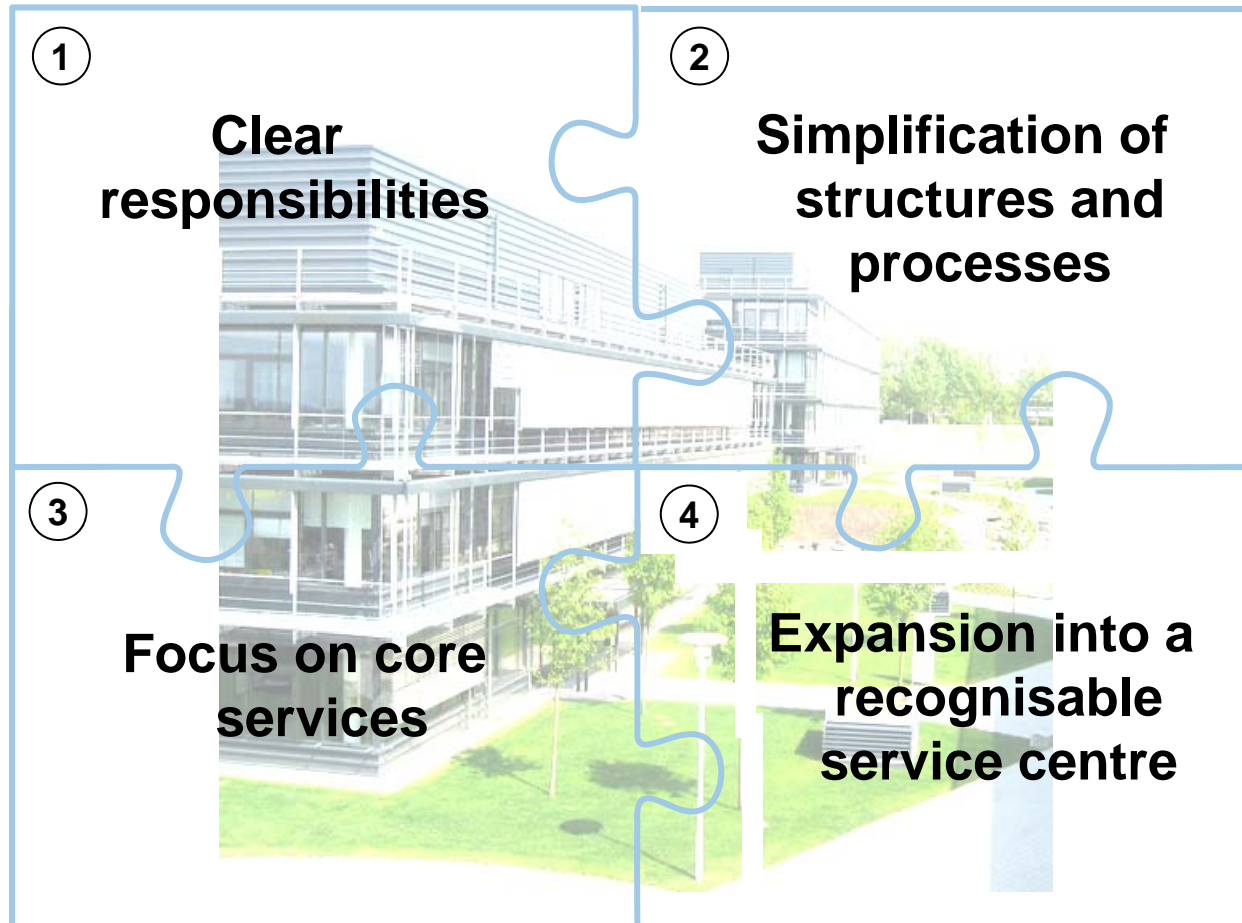 1
Clear
responsibilities
2
Simplification of
structures and
processes
3
Focus on core
services
4
Expansion into a
recognisable
service centre